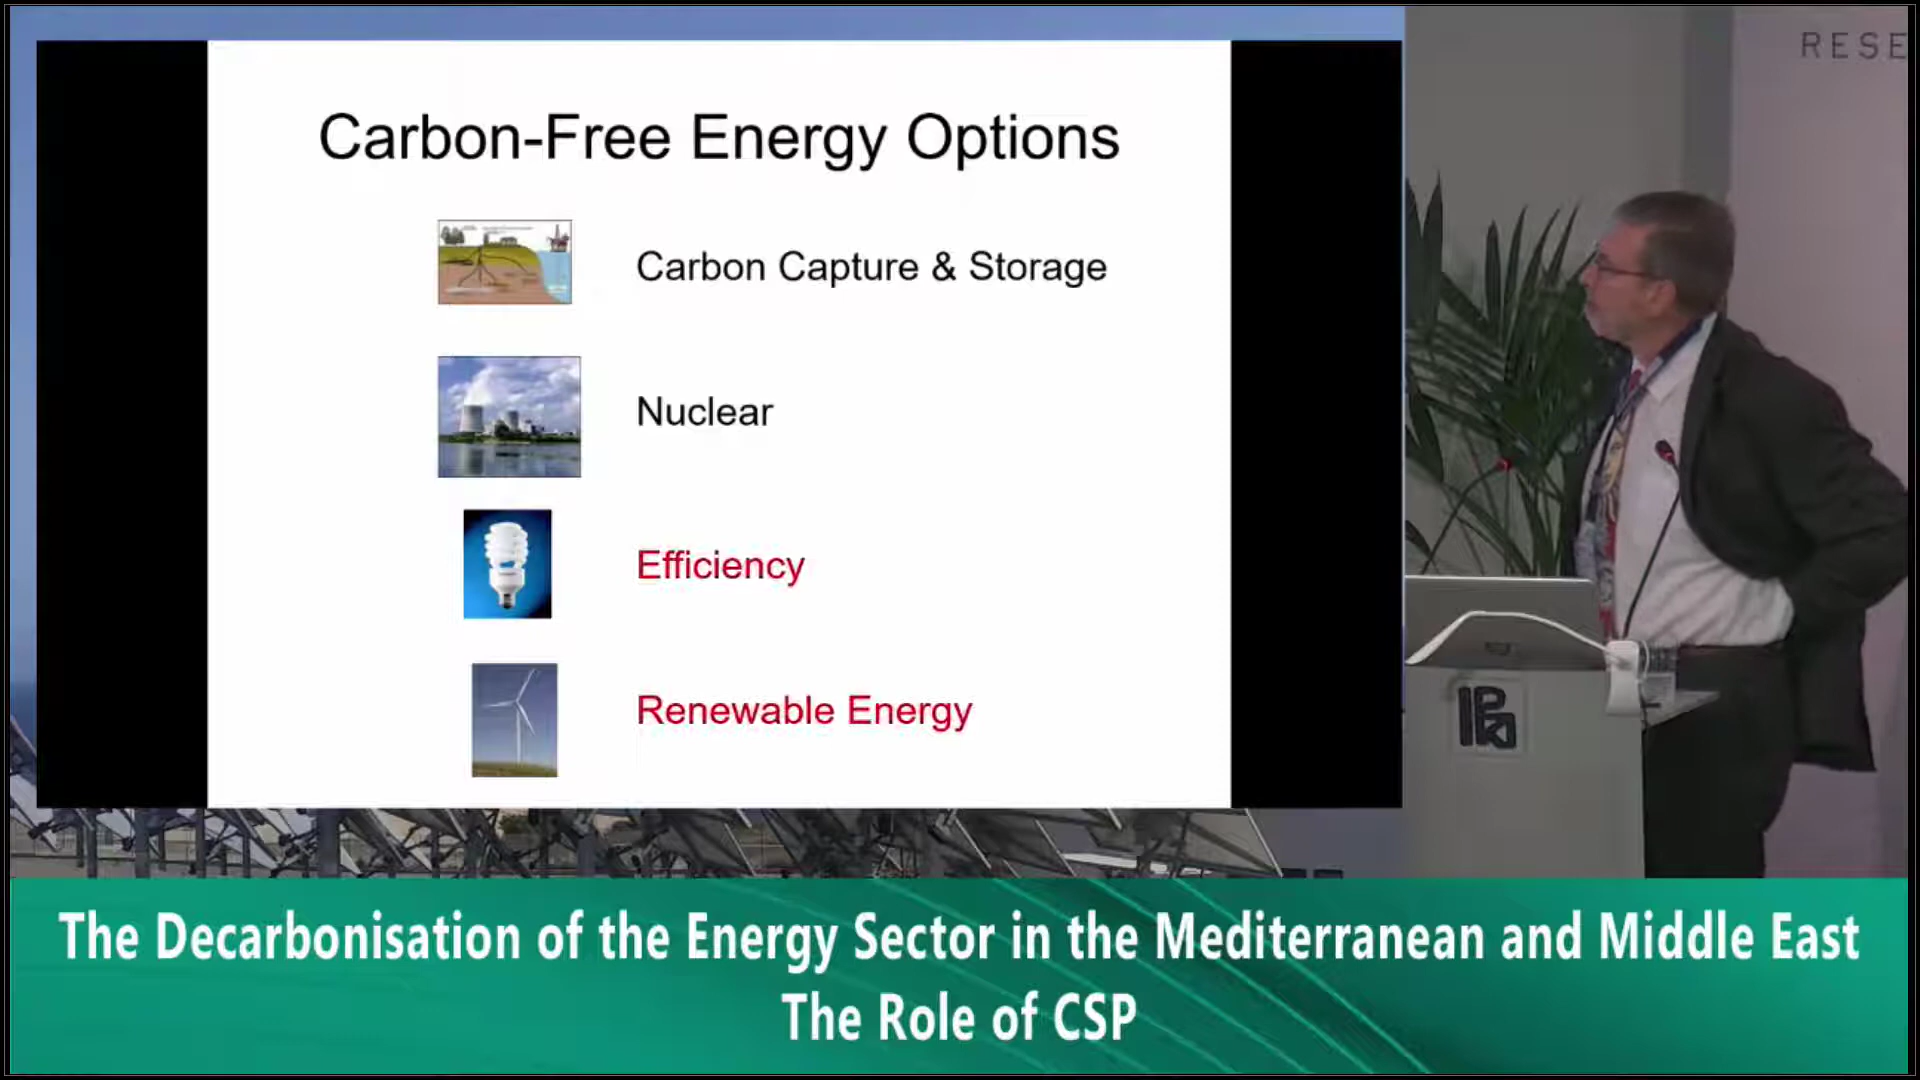 RESE
Carbon-Free Energy Options
Carbon Capture & Storage
Nuclear
Efficiency
Renewable Energy
The Decarbonisation of the Energy Sector in the Mediterranean and Middle East
The Role of CSP